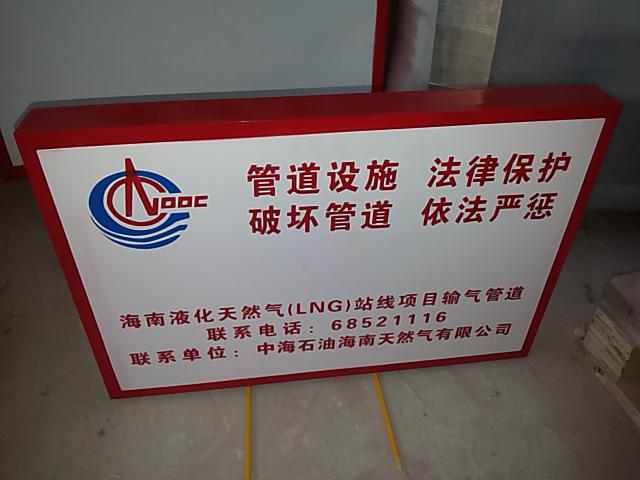 CNOOC
管道设施 法律保护
破坏管道 依法严惩
海南液化天然气(LNG)站线项目输气管道
联系电话：68521116
联系单位：中海石油海南天然气有限公司